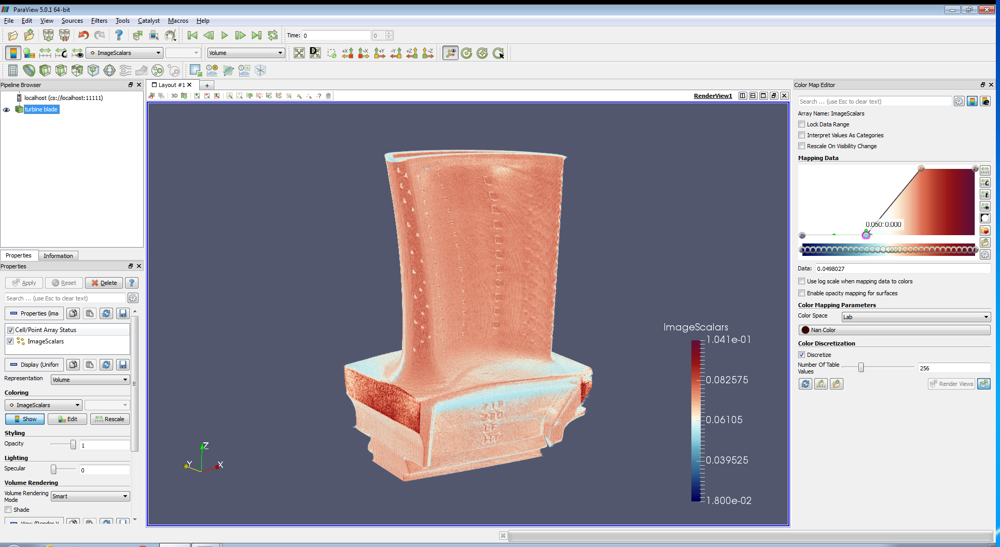 ParaView 5.0.1 64-bit
File Edit View Sources Filters Tools Catalyst Macros Help
Time: 0 0
ImageScalars Volume
Pipeline Browser
localhost (cs://localhost:11111)
turbine blade
Properties Information
Properties
Apply Reset Delete
Search ... (use Esc to clear text)
Properties (ima
Cell/Point Array Status
ImageScalars
Display (Uniforr
Representation Volume
Coloring
ImageScalars
Show Edit Rescale
Styling
Opacity 1
Lighting
Specular 0
Volume Rendering
Volume Rendering
Mode
Smart
Shade
View (Render V
Layout #1
+
3D
RenderView1
ImageScalars
1.041e-01
0.082575
0.06105
0.039525
1.800e-02
Z
Y
X
Color Map Editor
Search ... (use Esc to clear text)
Array Name: ImageScalars
Lock Data Range
Interpret Values As Categories
Rescale On Visibility Change
Mapping Data
0.050: 0.000
Data: 0.0498027
Use log scale when mapping data to colors
Enable opacity mapping for surfaces
Color Mapping Parameters
Color Space Lab
Nan Color
Color Discretization
Discretize
Number Of Table
Values
256
Render Views